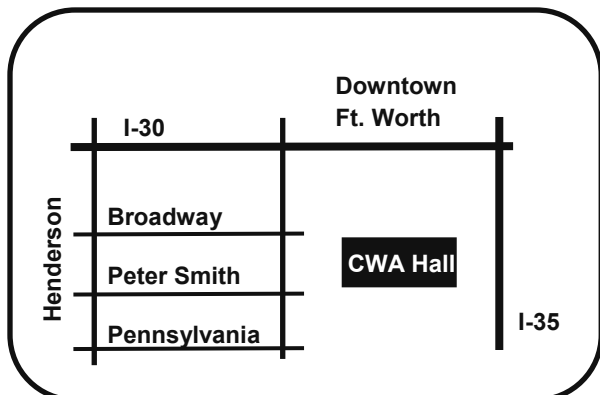 Downtown
Ft. Worth
I-30
Henderson
Broadway
Peter Smith
CWA Hall
Pennsylvania
I-35